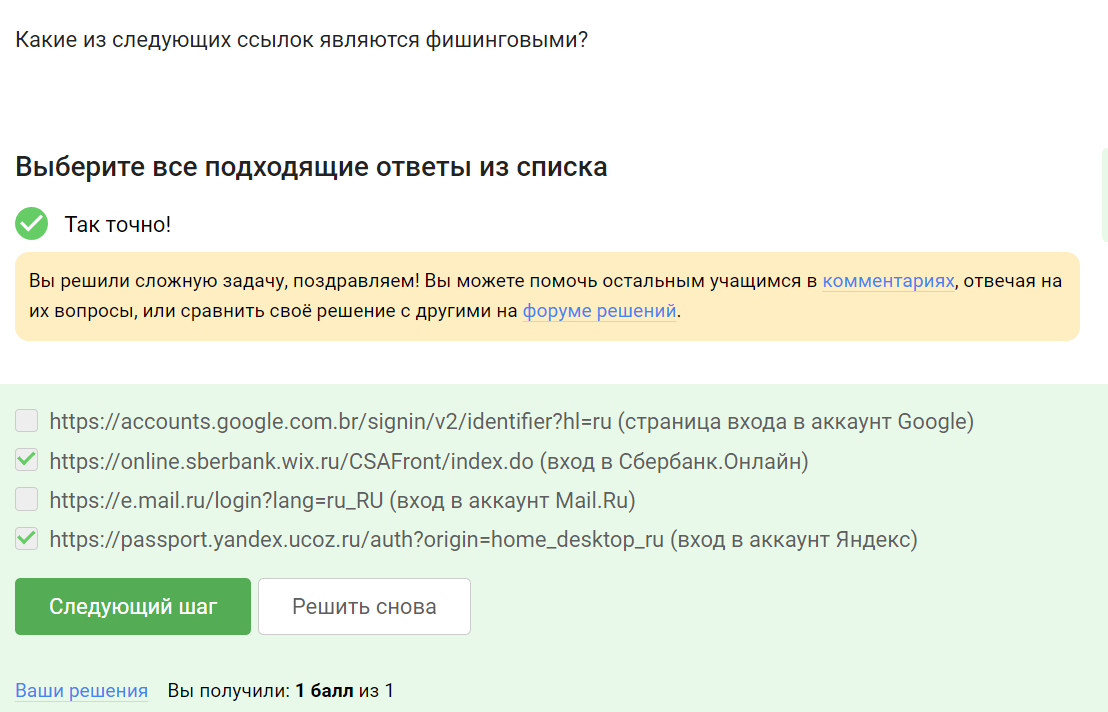 Какие из следующих ссылок являются фишинговыми?
Выберите все подходящие ответы из списка
Так точно!
Вы решили сложную задачу, поздравляем! Вы можете помочь остальным учащимся в комментариях, отвечая на
их вопросы, или сравнить своё решение с другими на форуме решений.
https://accounts.google.com.br/signin/v2/identifier?hl=ru (страница входа в аккаунт Google)
https://online.sberbank.wix.ru/CSAFront/index.do (вход в Сбербанк.Онлайн)
https://e.mail.ru/login?lang=ru_RU (вход в аккаунт Mail.Ru)
https://passport.yandex.ucoz.ru/auth?origin=home_desktop_ru (вход в аккаунт Яндекс)
Следующий шаг Решить снова
Ваши решения Вы получили: 1 балл из 1